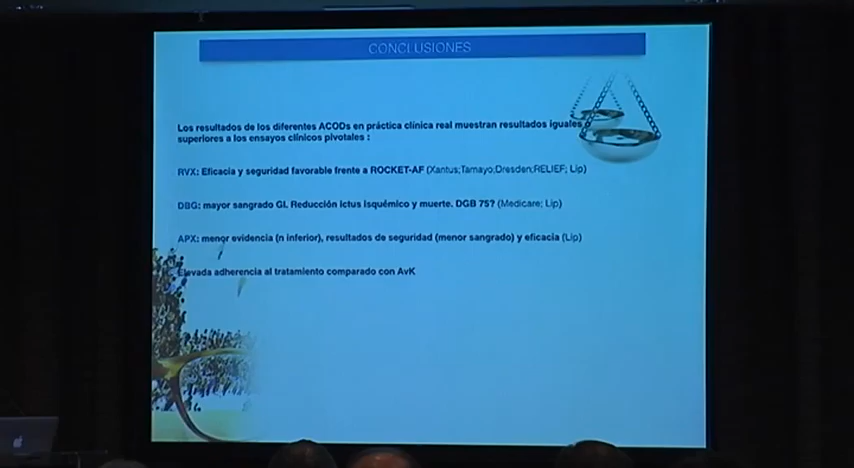 CONCLUSIONES
Los resultados de los diferentes ACODs en práctica clínica real muestran resultados iguales
superiores a los ensayos clínicos pivotales :
RVX: Eficacia y seguridad favorable frente a ROCKET-AF (Xantus;Tamayo;Dresden;RELIEF; Lip)
DBG: mayor sangrado GI. Reducción ictus isquémico y muerte. DGB 75? (Medicare; Lip)
APX: menor evidencia (n inferior), resultados de seguridad (menor sangrado) y eficacia (Lip)
Elevada adherencia al tratamiento comparado con AvK